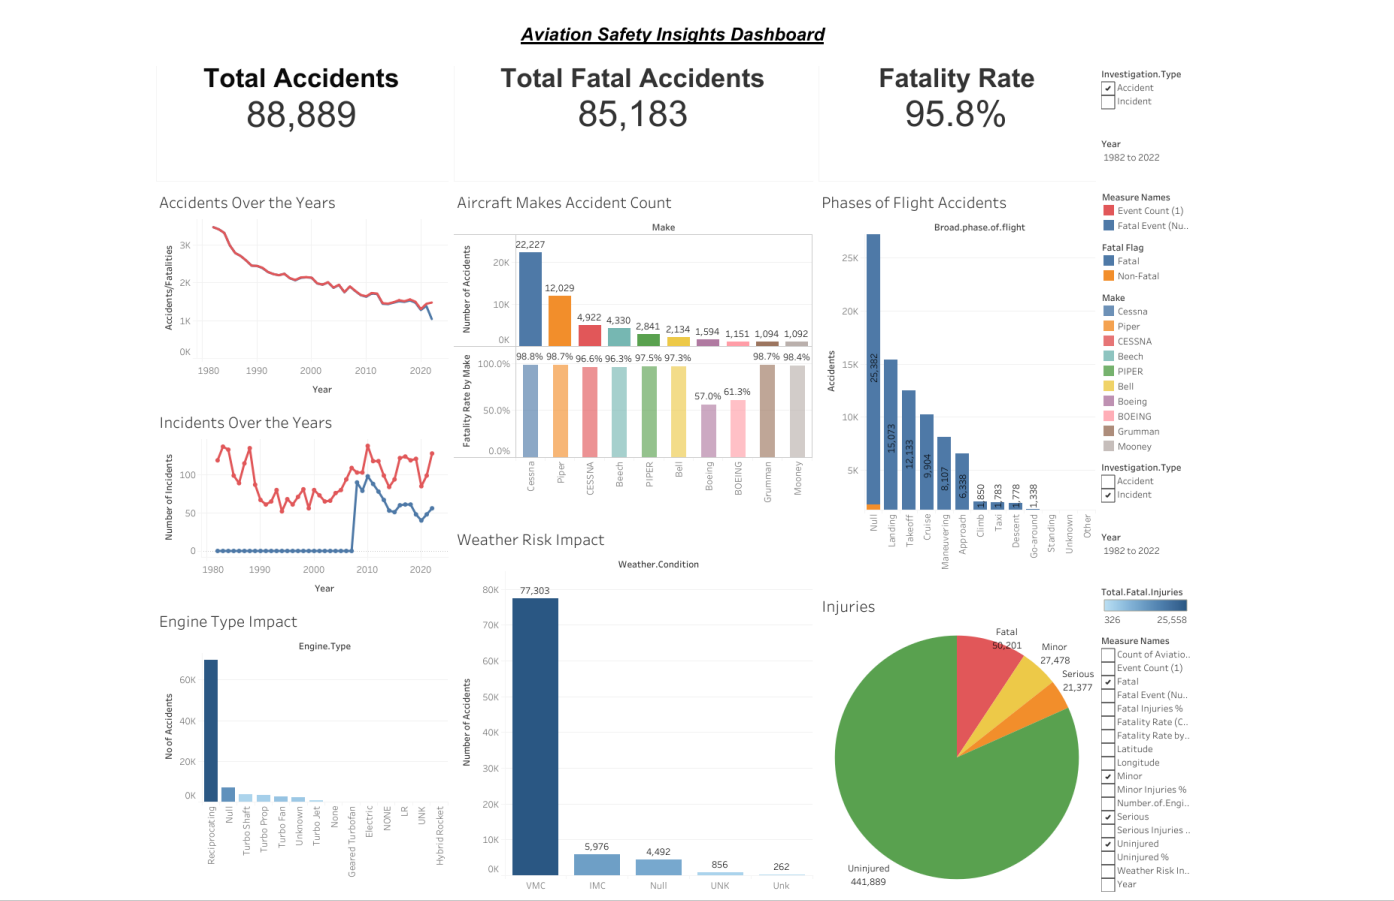 Aviation Safety Insights Dashboard
Total Accidents
88,889
Total Fatal Accidents
85,183
Fatality Rate
95.8%
Investigation.Type
Accident
Incident
Year
1982 to 2022
Accidents Over the Years
Accidents/Fatalities
3K
2K
1K
0K
1980 1990 2000 2010 2020
Year
Aircraft Makes Accident Count
Make
Number of Accidents
20K
10K
0K
22,227 12,029 4,922 4,330 2,841 2,134 1,594 1,151 1,094 1,092
Fatality Rate by Make
100.0%
50.0%
0.0%
98.8% 98.7% 96.6% 96.3% 97.5% 97.3% 57.0% 61.3% 98.7% 98.4%
Cessna Piper CESSNA Beech PIPER Bell Boeing BOEING Grumman Mooney
Phases of Flight Accidents
Broad.phase.of.flight
Accidents
25K
20K
15K
10K
5K
25,382 15,073 12,133 9,904 8,107 6,338 1,850 1,783 1,778 1,338
Null Landing Takeoff Cruise Maneuvering Approach Climb Taxi Descent Go-around Standing Unknown Other
Measure Names
Event Count (1)
Fatal Event (Nu..
Fatal Flag
Fatal
Non-Fatal
Make
Cessna
Piper
CESSNA
Beech
PIPER
Bell
Boeing
BOEING
Grumman
Mooney
Investigation.Type
Accident
Incident
Year
1982 to 2022
Incidents Over the Years
Number of Incidents
100
50
0
1980 1990 2000 2010 2020
Year
Engine Type Impact
Engine.Type
No of Accidents
60K
40K
20K
0K
Reciprocating Null Turbo Shaft Turbo Prop Turbo Fan Unknown Turbo Jet None Geared Turbofan Electric NONE LR UNK Hybrid Rocket
Weather Risk Impact
Weather.Condition
Number of Accidents
80K
70K
60K
50K
40K
30K
20K
10K
0K
77,303 5,976 4,492 856 262
VMC IMC Null UNK Unk
Injuries
Fatal
50,201
Minor
27,478
Serious
21,377
Uninjured
441,889
Total.Fatal.Injuries
326 25,558
Measure Names
Count of Aviatio..
Event Count (1)
Fatal
Fatal Event (Nu..
Fatal Injuries %
Fatality Rate (C..
Fatality Rate by..
Latitude
Longitude
Minor
Minor Injuries %
Number.of.Engi..
Serious
Serious Injuries ..
Uninjured
Uninjured %
Weather Risk In..
Year